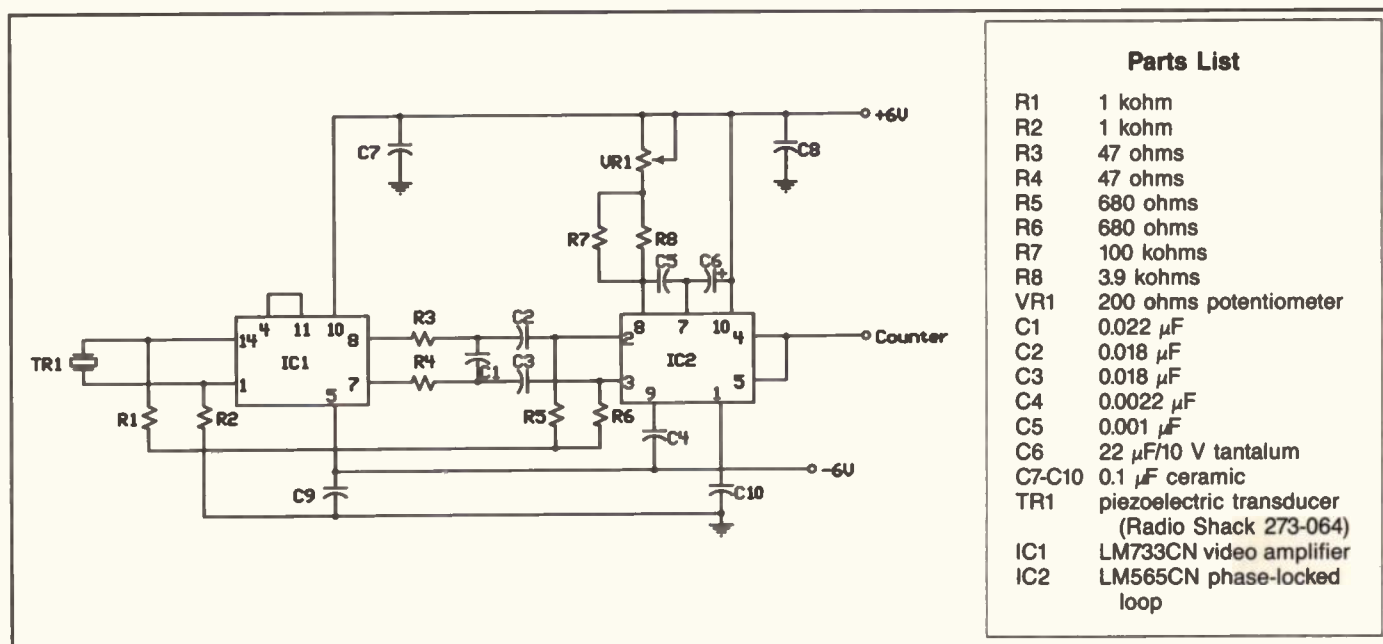 +6V
C7
VR1
C8
R7
R8
C5
C6
+
4
11
10
8
14
IC1
TR1
1
7
5
R1
R2
R3
R4
C2
C1
C3
R5
R6
8
7
10
2
4
IC2
3
5
9
1
Counter
C4
-6V
C9
C10
Parts List
R1 1 kohm
R2 1 kohm
R3 47 ohms
R4 47 ohms
R5 680 ohms
R6 680 ohms
R7 100 kohms
R8 3.9 kohms
VR1 200 ohms potentiometer
C1 0.022 µF
C2 0.018 µF
C3 0.018 µF
C4 0.0022 µF
C5 0.001 µF
C6 22 µF/10 V tantalum
C7-C10 0.1 µF ceramic
TR1 piezoelectric transducer
(Radio Shack 273-064)
IC1 LM733CN video amplifier
IC2 LM565CN phase-locked
loop